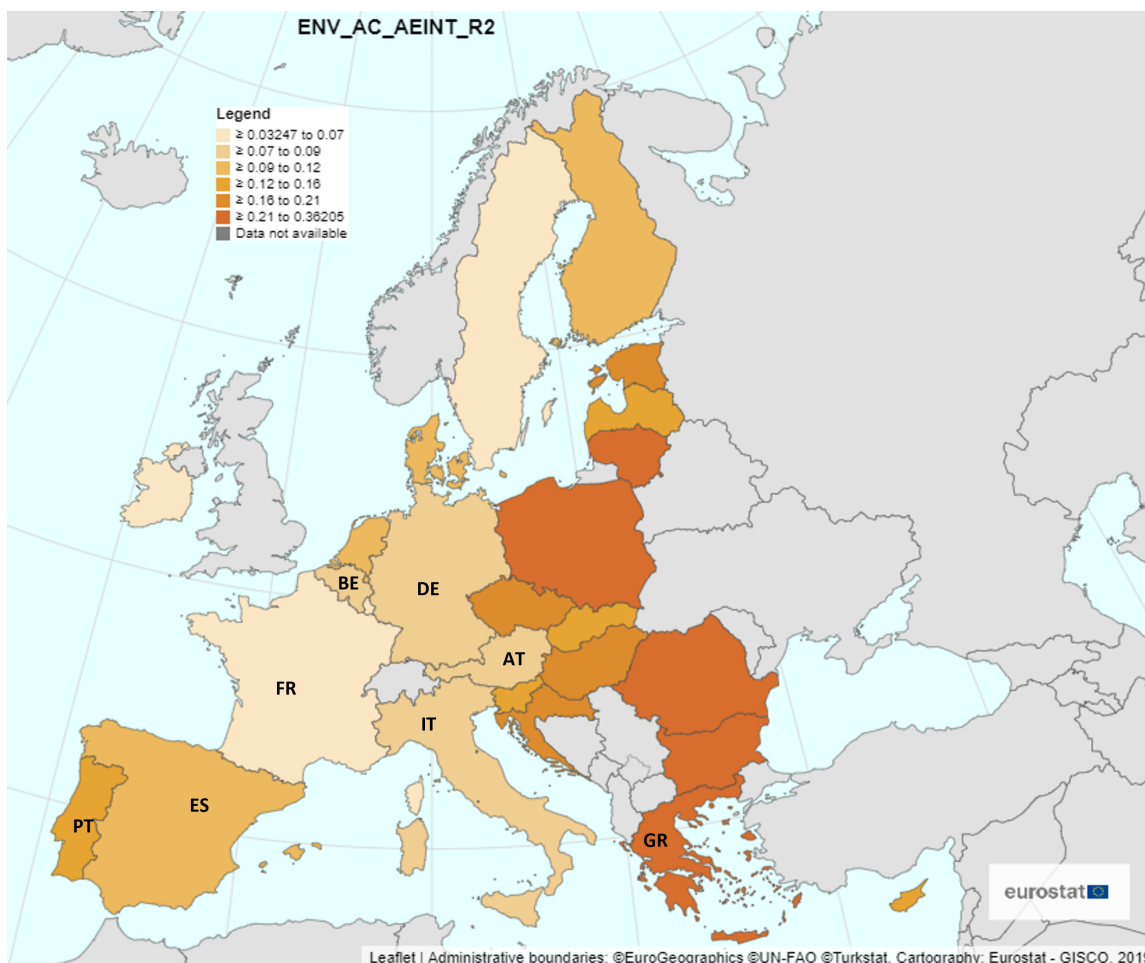 ENV_AC_AEINT_R2
Legend
≥ 0.03247 to 0.07
≥ 0.07 to 0.09
≥ 0.09 to 0.12
≥ 0.12 to 0.16
≥ 0.16 to 0.21
≥ 0.21 to 0.36205
Data not available
BE
DE
AT
FR
IT
ES
PT
GR
eurostat
Leaflet | Administrative boundaries: ©EuroGeographics ©UN-FAO ©Turkstat, Cartography: Eurostat - GISCO, 201